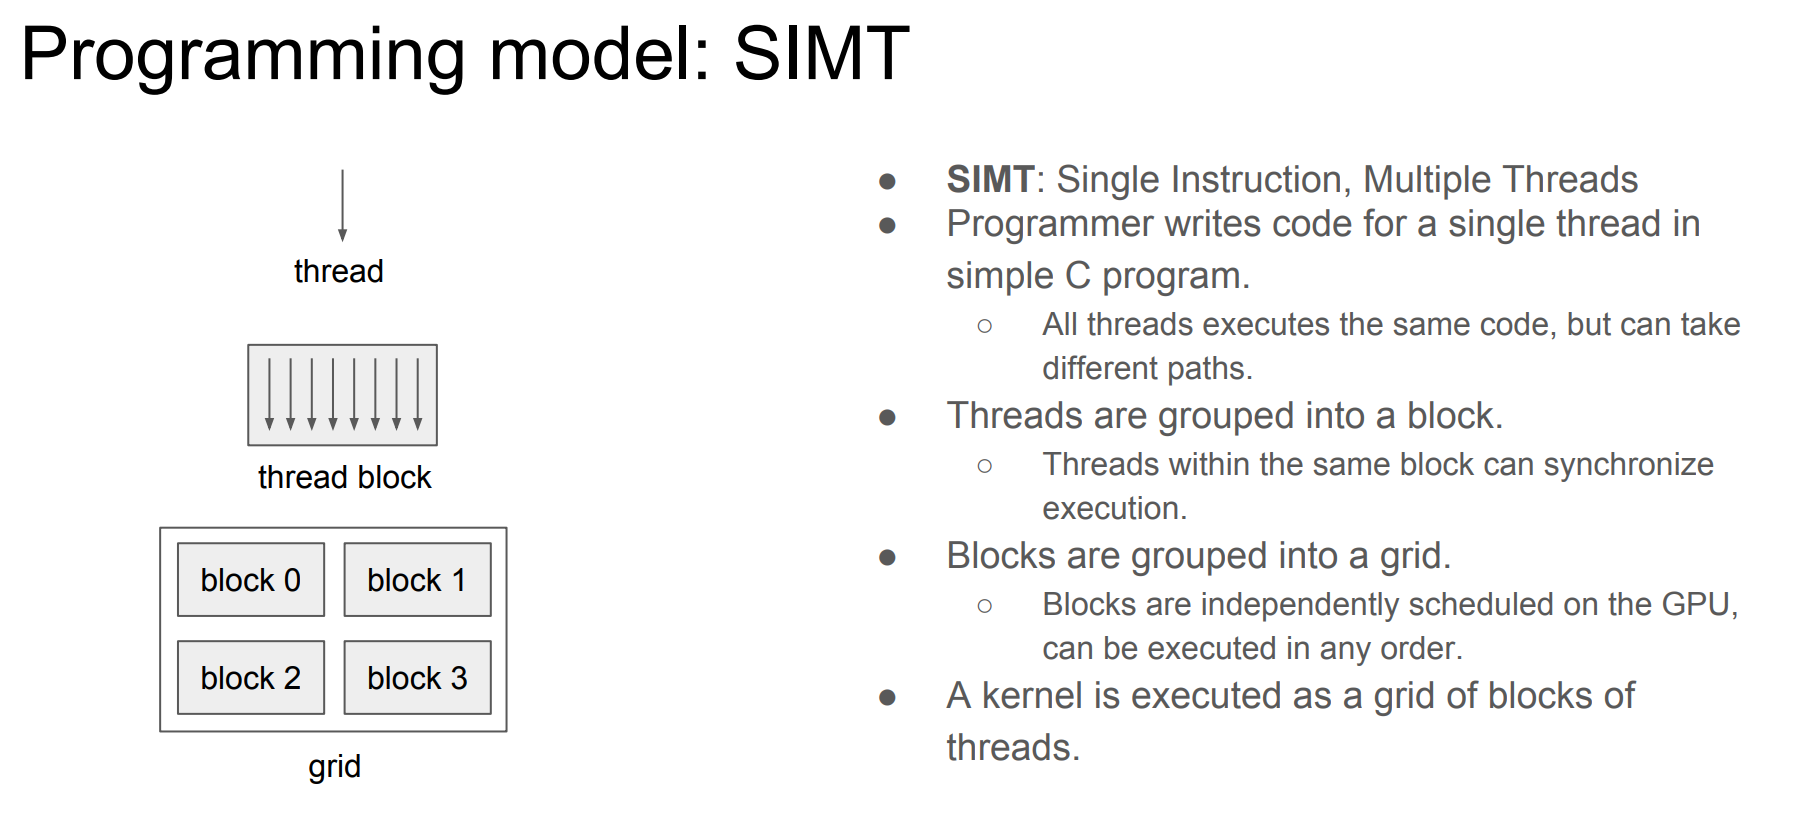 Programming model: SIMT
thread
thread block
block 0
block 1
block 2
block 3
grid
● SIMT: Single Instruction, Multiple Threads
● Programmer writes code for a single thread in
simple C program.
○ All threads executes the same code, but can take
different paths.
● Threads are grouped into a block.
○ Threads within the same block can synchronize
execution.
● Blocks are grouped into a grid.
○ Blocks are independently scheduled on the GPU,
can be executed in any order.
● A kernel is executed as a grid of blocks of
threads.